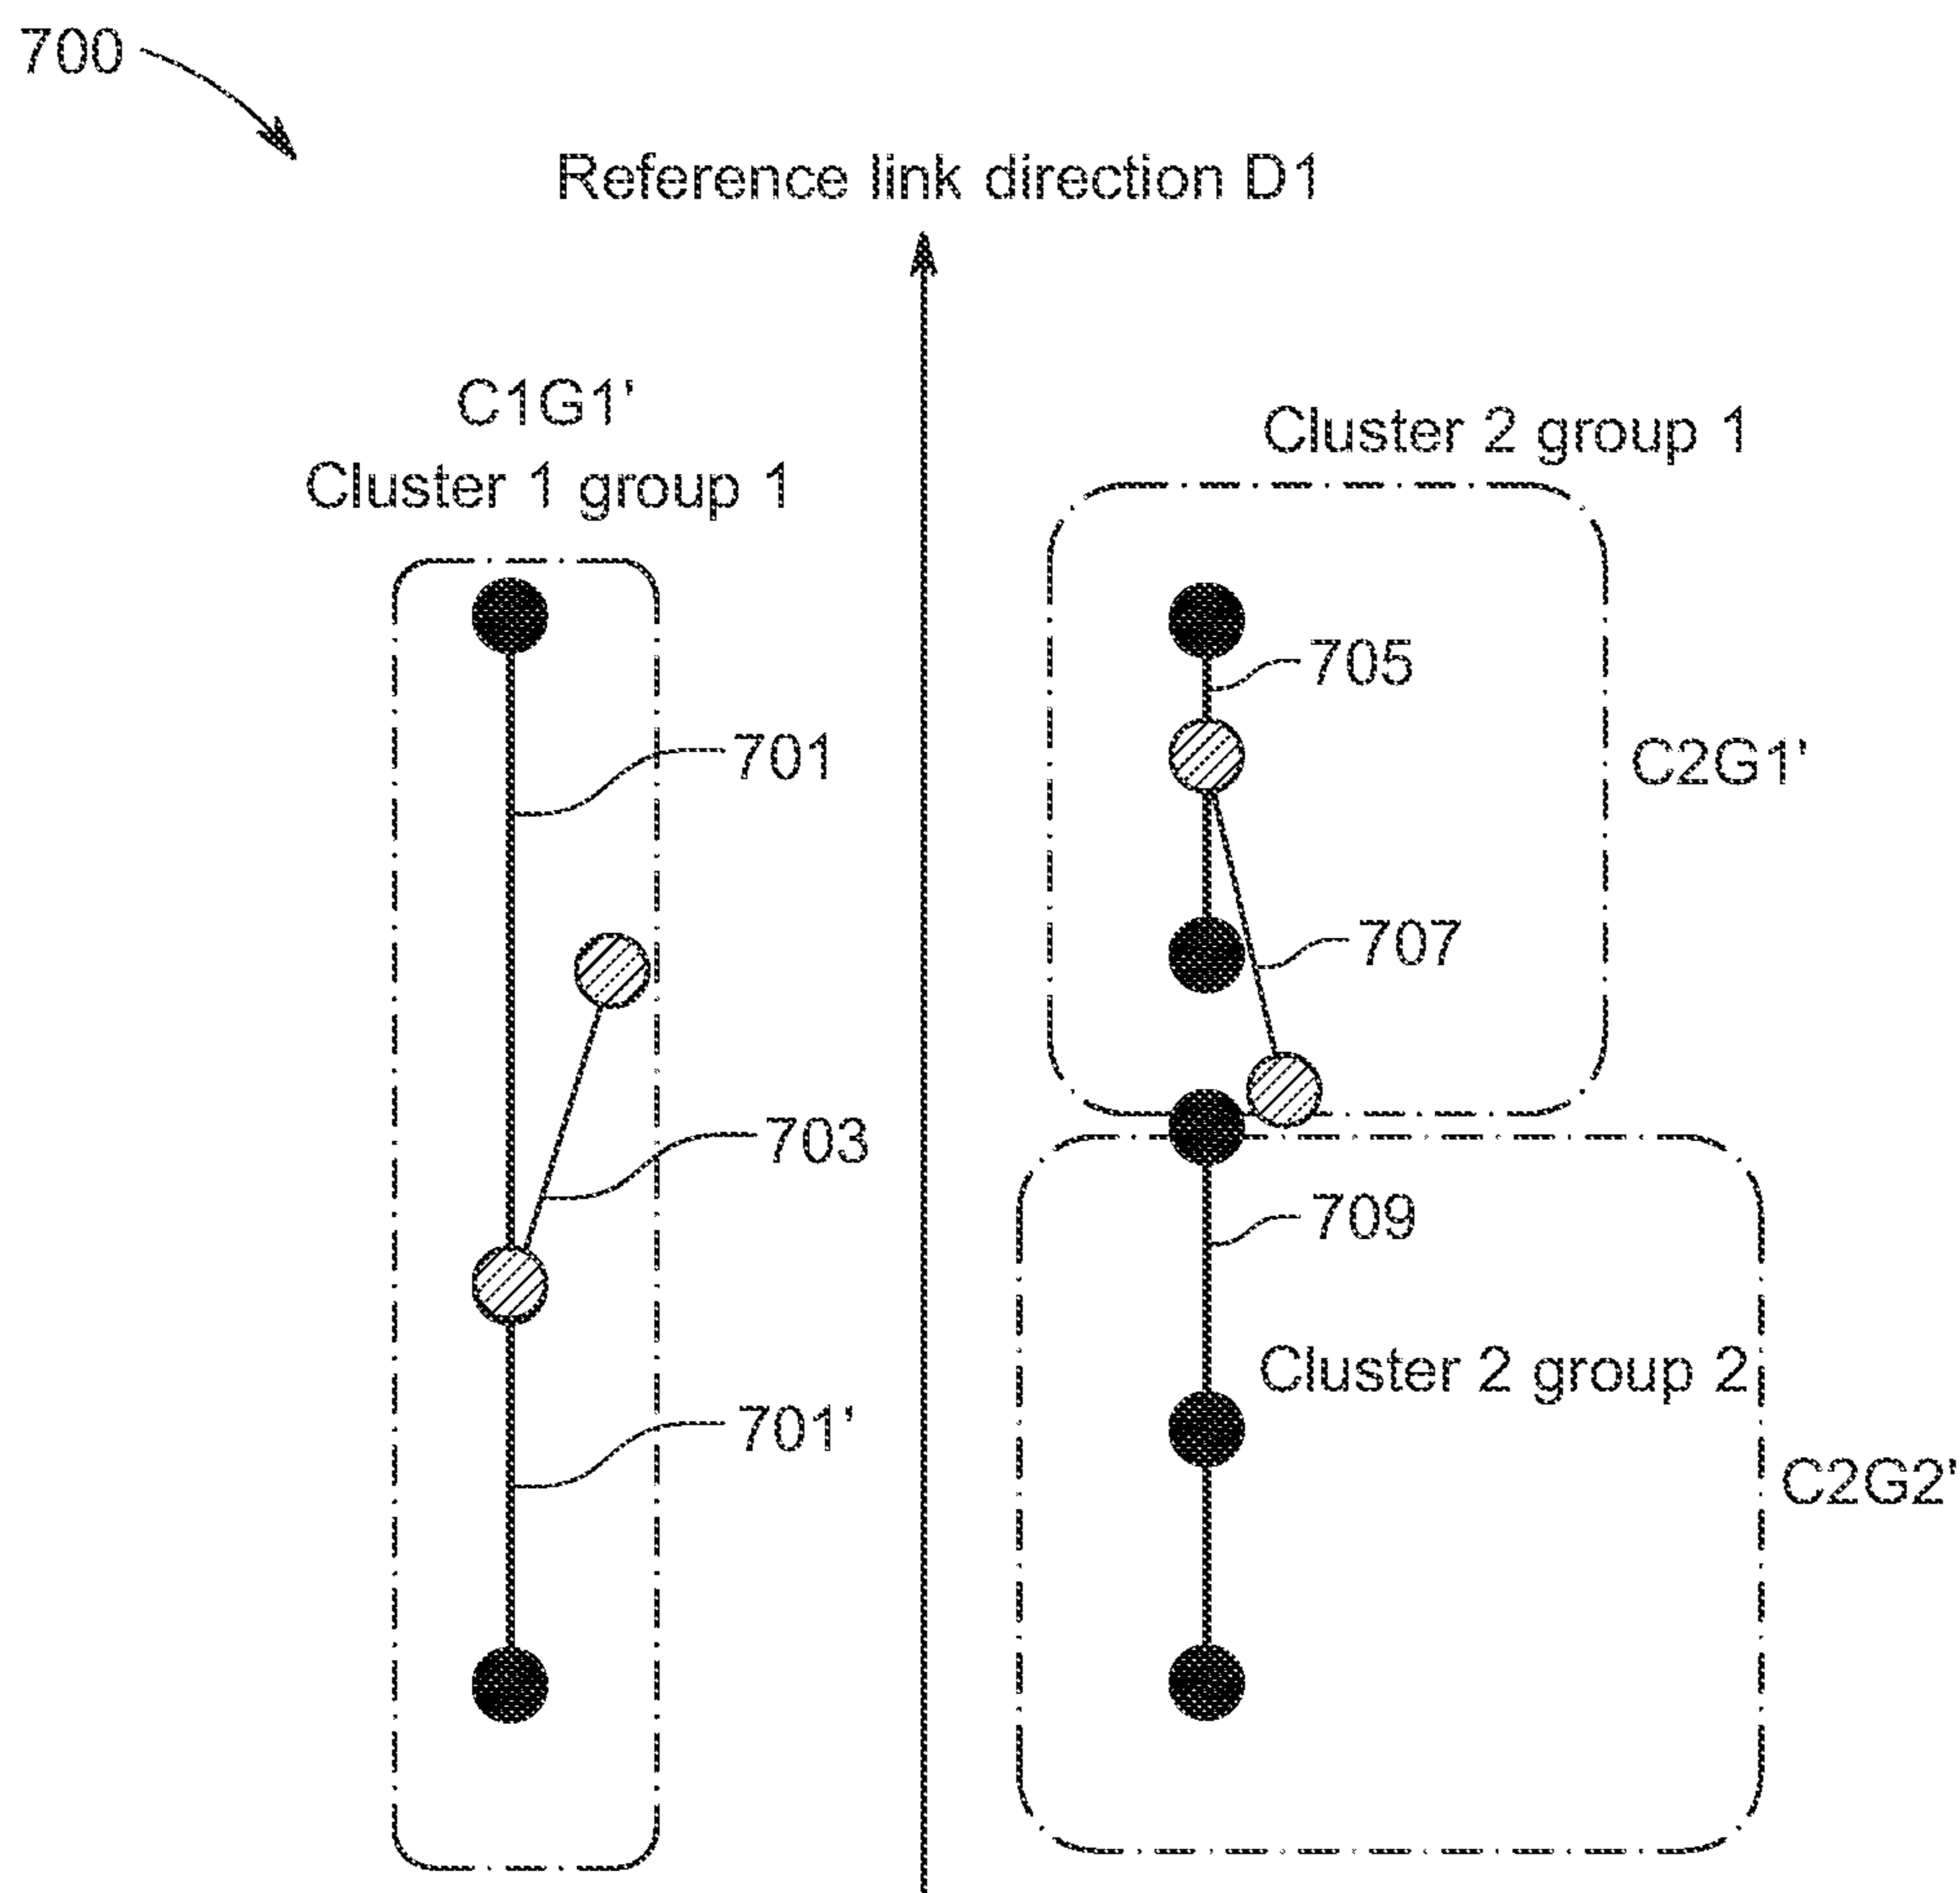 700
Reference link direction D1
C1G1'
Cluster 1 group 1
Cluster 2 group 1
705
701
C2G1'
707
703
709
Cluster 2 group 2
701'
C2G2'